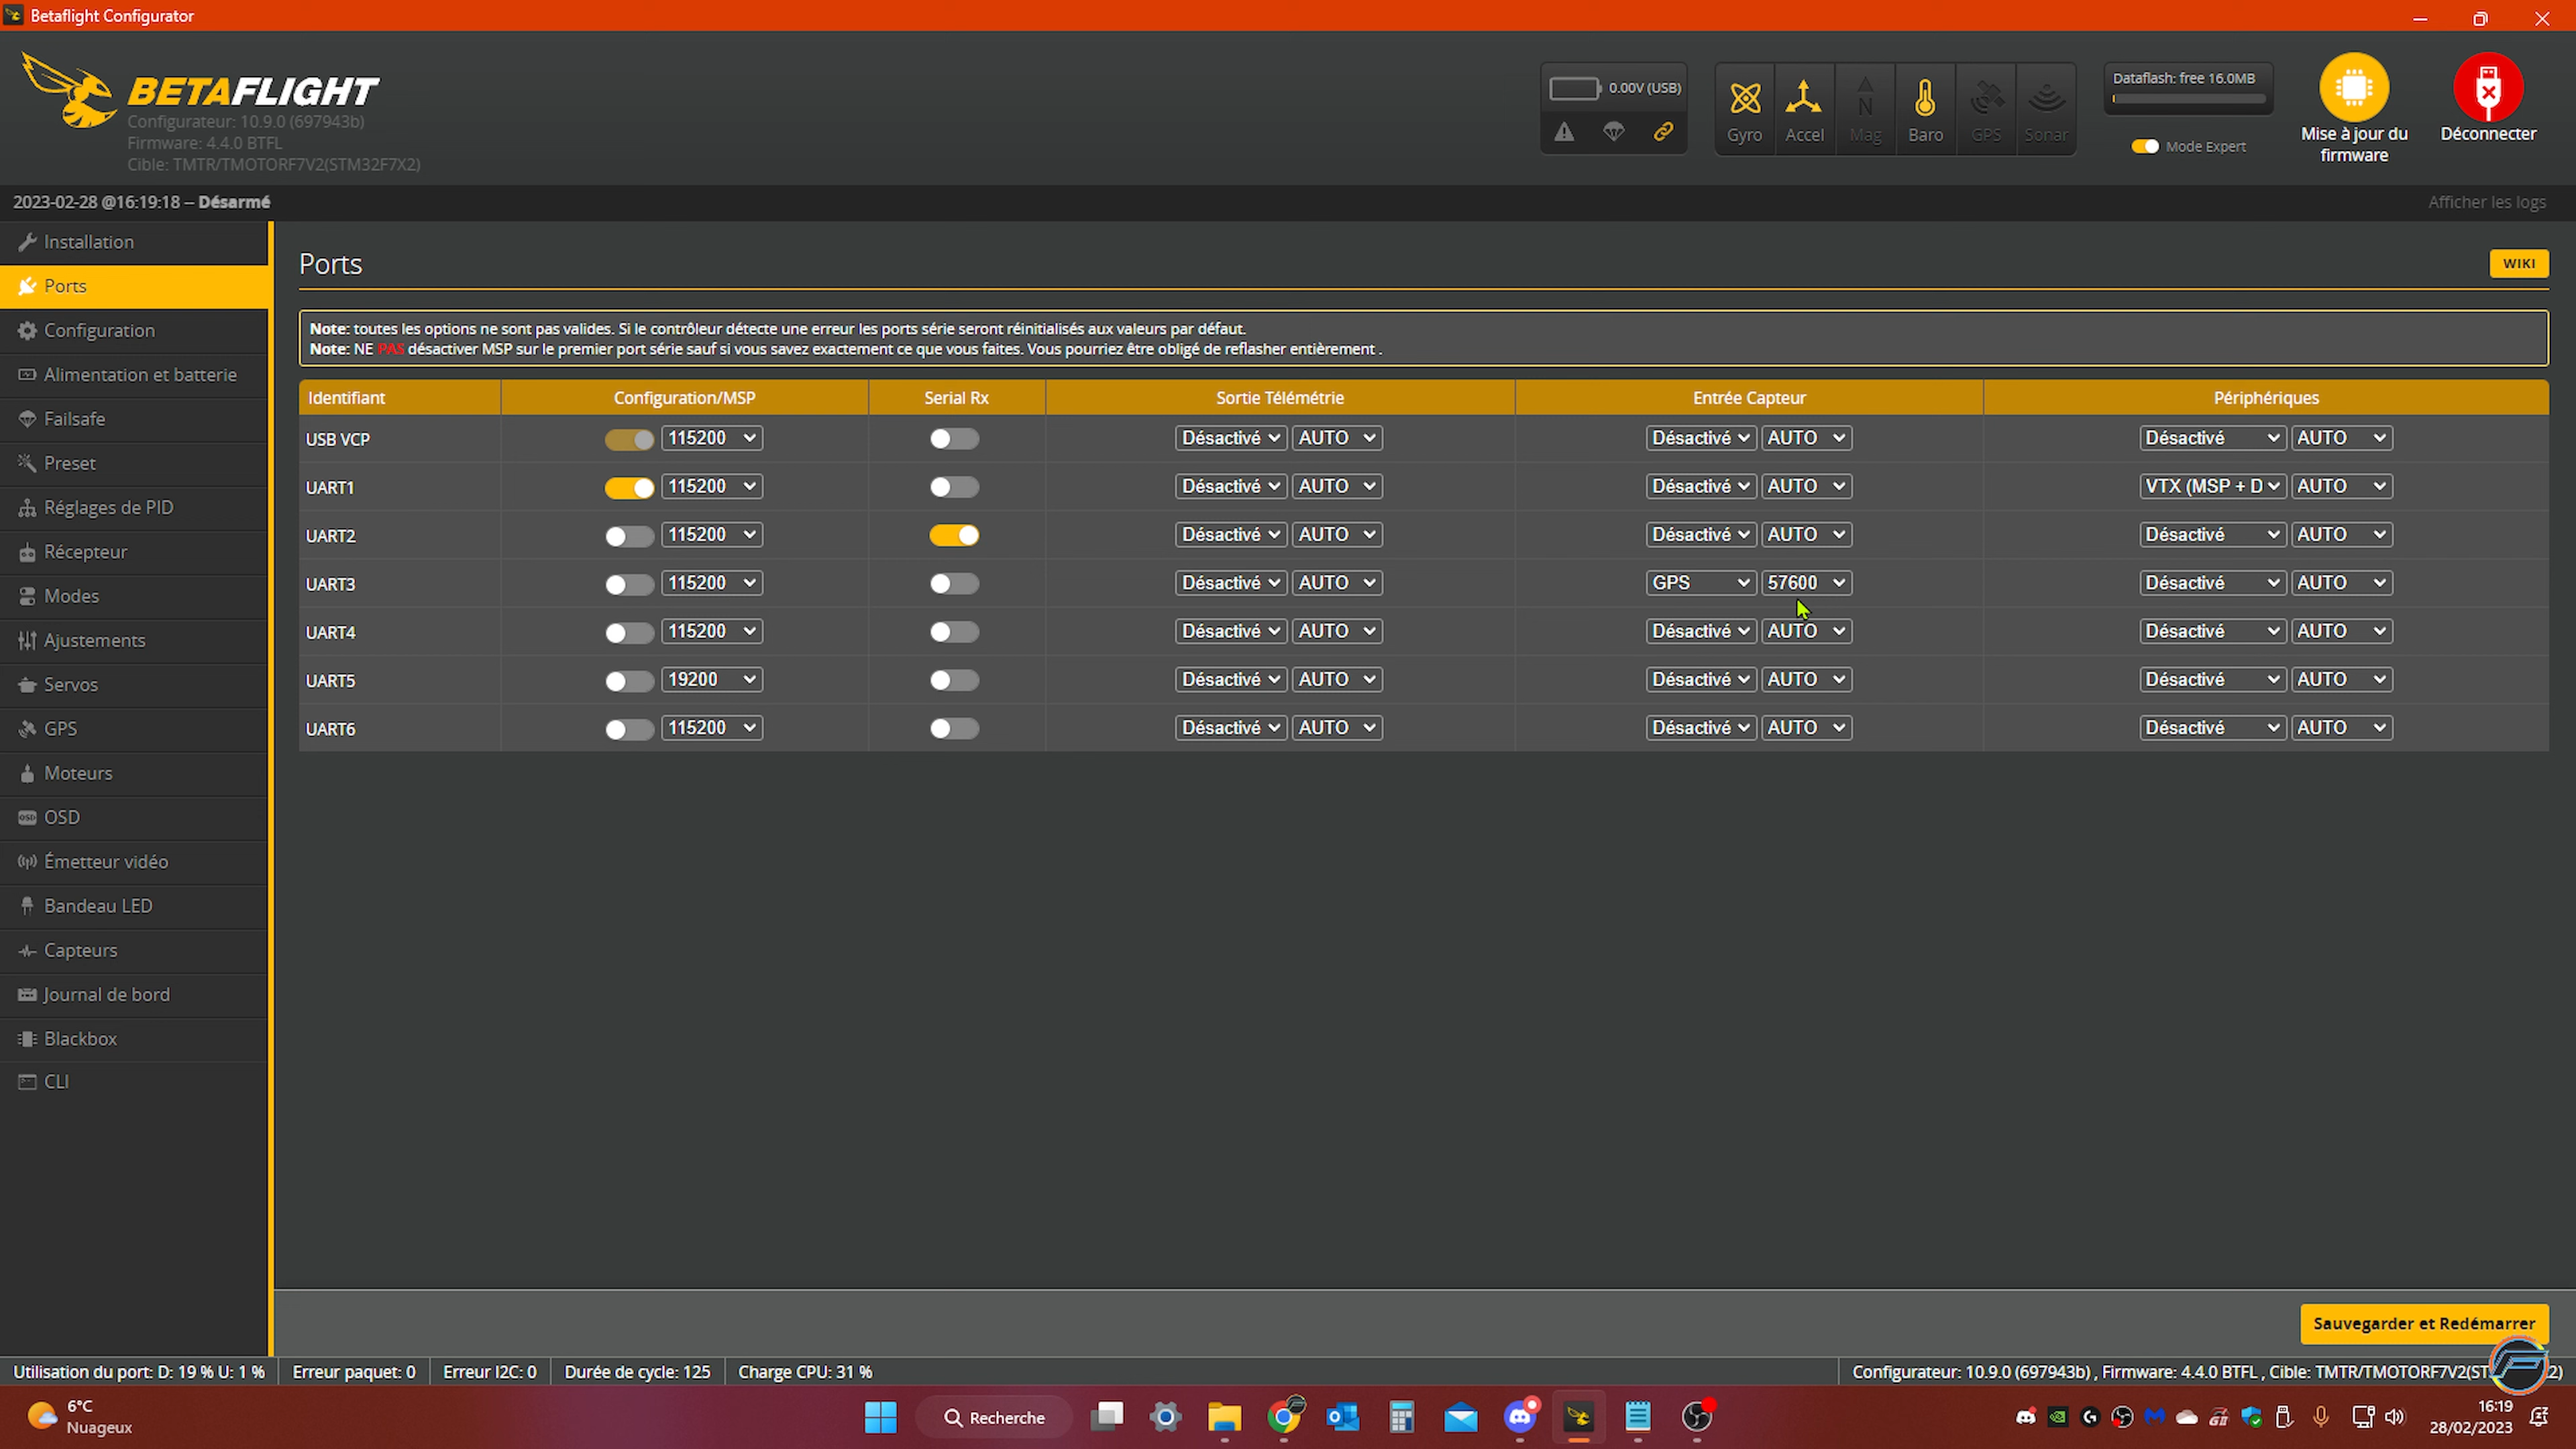 Betaflight Configurator
BETAFLIGHT
Configurateur: 10.9.0 (697943b)
Firmware: 4.4.0 BTFL
Cible: TMTR/TMOTORF7V2(STM32F7X2)
0.00V (USB)
Gyro Accel Mag Baro GPS Sonar
Dataflash: free 16.0MB
Mode Expert
Mise à jour du
firmware
Déconnecter
2023-02-28 @16:19:18 – Désarmé
Afficher les logs
Installation
Ports
Configuration
Alimentation et batterie
Failsafe
Preset
Réglages de PID
Récepteur
Modes
Ajustements
Servos
GPS
Moteurs
OSD
Émetteur vidéo
Bandeau LED
Capteurs
Journal de bord
Blackbox
CLI
Ports
WIKI
Note: toutes les options ne sont pas valides. Si le contrôleur détecte une erreur les ports série seront réinitialisés aux valeurs par défaut.
Note: NE PAS désactiver MSP sur le premier port série sauf si vous savez exactement ce que vous faites. Vous pourriez être obligé de reflasher entièrement .
Identifiant Configuration/MSP Serial Rx Sortie Télémétrie Entrée Capteur Périphériques
USB VCP 115200 Désactivé AUTO Désactivé AUTO Désactivé AUTO
UART1 115200 Désactivé AUTO Désactivé AUTO VTX (MSP + D AUTO
UART2 115200 Désactivé AUTO Désactivé AUTO Désactivé AUTO
UART3 115200 Désactivé AUTO GPS 57600 Désactivé AUTO
UART4 115200 Désactivé AUTO Désactivé AUTO Désactivé AUTO
UART5 19200 Désactivé AUTO Désactivé AUTO Désactivé AUTO
UART6 115200 Désactivé AUTO Désactivé AUTO Désactivé AUTO
Sauvegarder et Redémarrer
Utilisation du port: D: 19 % U: 1 % Erreur paquet: 0 Erreur I2C: 0 Durée de cycle: 125 Charge CPU: 31 %
Configurateur: 10.9.0 (697943b) , Firmware: 4.4.0 BTFL , Cible: TMTR/TMOTORF7V2(ST 2)
6°C
Nuageux
Recherche
16:19
28/02/2023